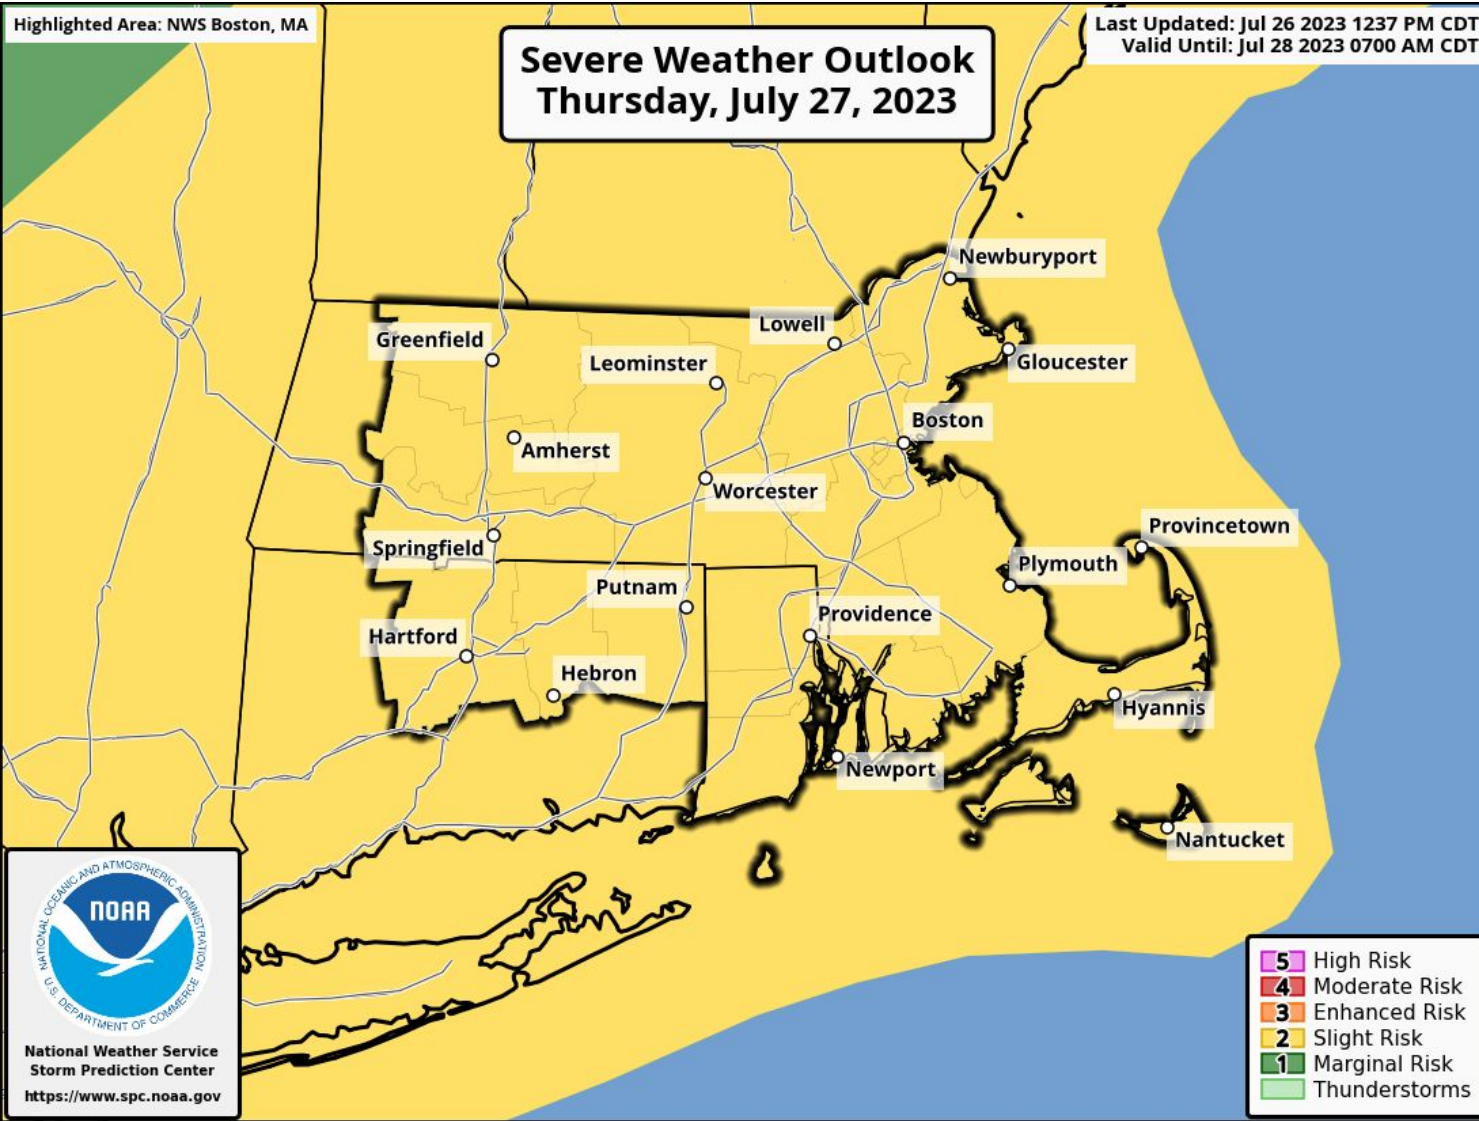 Highlighted Area: NWS Boston, MA
Severe Weather Outlook
Thursday, July 27, 2023
Last Updated: Jul 26 2023 1237 PM CDT
Valid Until: Jul 28 2023 0700 AM CDT
Newburyport
Lowell
Greenfield
Leominster
Gloucester
Boston
Amherst
Worcester
Provincetown
Springfield
Plymouth
Putnam
Providence
Hartford
Hebron
Hyannis
Newport
Nantucket
NATIONAL OCEANIC AND ATMOSPHERIC ADMINISTRATION
NOAA
U.S. DEPARTMENT OF COMMERCE
National Weather Service
Storm Prediction Center
https://www.spc.noaa.gov
5 High Risk
4 Moderate Risk
3 Enhanced Risk
2 Slight Risk
1 Marginal Risk
Thunderstorms